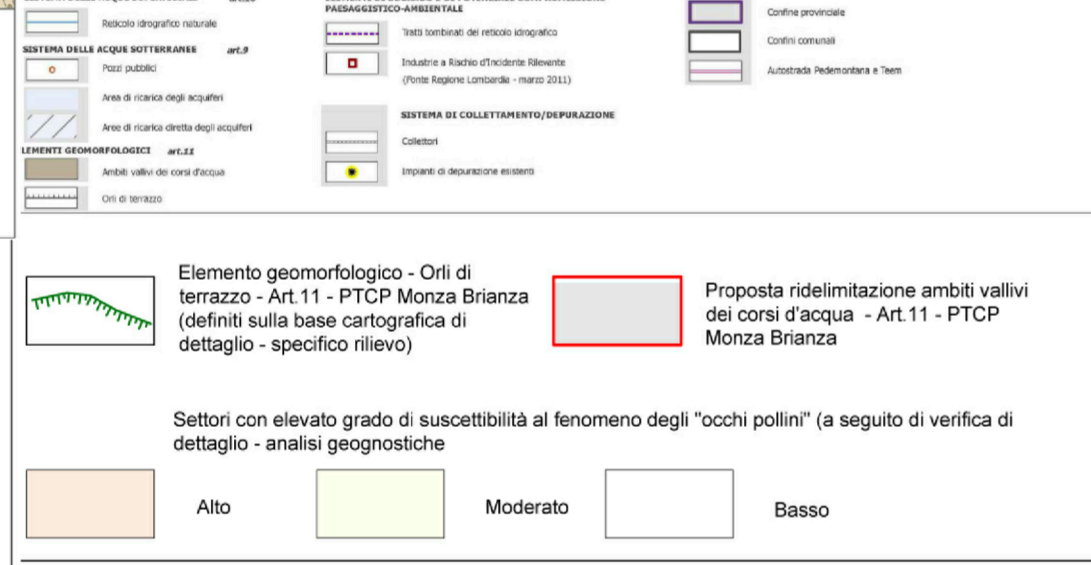 Reticolo idrografico naturale
SISTEMA DELLE ACQUE SOTTERRANEE art.9
Pozzi pubblici
Area di ricarica degli acquiferi
Aree di ricarica diretta degli acquiferi
LEMENTI GEOMORFOLOGICI art.11
Ambiti vallivi dei corsi d'acqua
Orli di terrazzo
PAESAGGISTICO-AMBIENTALE
Tratti tombinati del reticolo idrografico
Industrie a Rischio d'Incidente Rilevante
(Fonte Regione Lombardia - marzo 2011)
SISTEMA DI COLLETTAMENTO/DEPURAZIONE
Collettori
Impianti di depurazione esistenti
Confine provinciale
Confini comunali
Autostrada Pedemontana e Teem
Elemento geomorfologico - Orli di
terrazzo - Art.11 - PTCP Monza Brianza
(definiti sulla base cartografica di
dettaglio - specifico rilievo)
Proposta ridelimitazione ambiti vallivi
dei corsi d'acqua - Art.11 - PTCP
Monza Brianza
Settori con elevato grado di suscettibilità al fenomeno degli "occhi pollini" (a seguito di verifica di
dettaglio - analisi geognostiche
Alto
Moderato
Basso